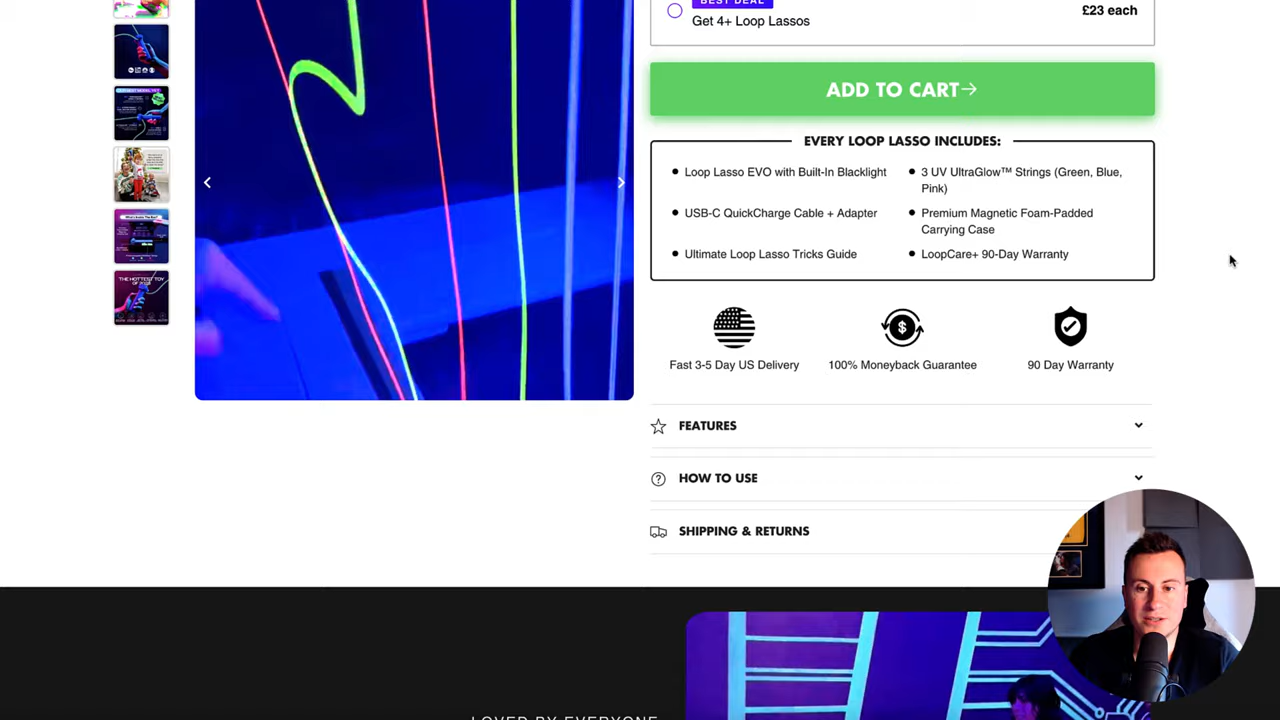 BEST DEAL
Get 4+ Loop Lassos
£23 each
ADD TO CART→
EVERY LOOP LASSO INCLUDES:
Loop Lasso EVO with Built-In Blacklight
3 UV UltraGlow™ Strings (Green, Blue,
Pink)
USB-C QuickCharge Cable + Adapter
Premium Magnetic Foam-Padded
Carrying Case
Ultimate Loop Lasso Tricks Guide
LoopCare+ 90-Day Warranty
Fast 3-5 Day US Delivery
100% Moneyback Guarantee
90 Day Warranty
FEATURES
HOW TO USE
SHIPPING & RETURNS
THE HOTTEST TOY
LOVED BY EVERYONE